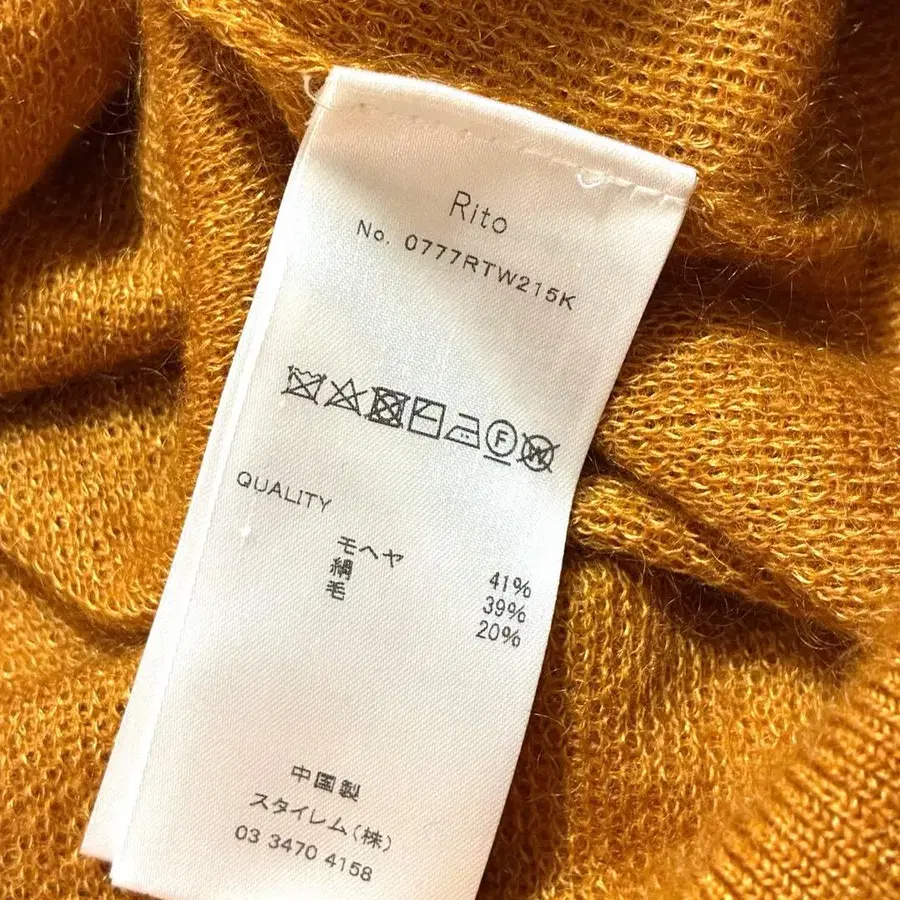 Rito
No. 0777RTW215K
F W
QUALITY
モヘヤ 41%
絹 39%
毛 20%
中国製
スタイレム(株)
03 3470 4158